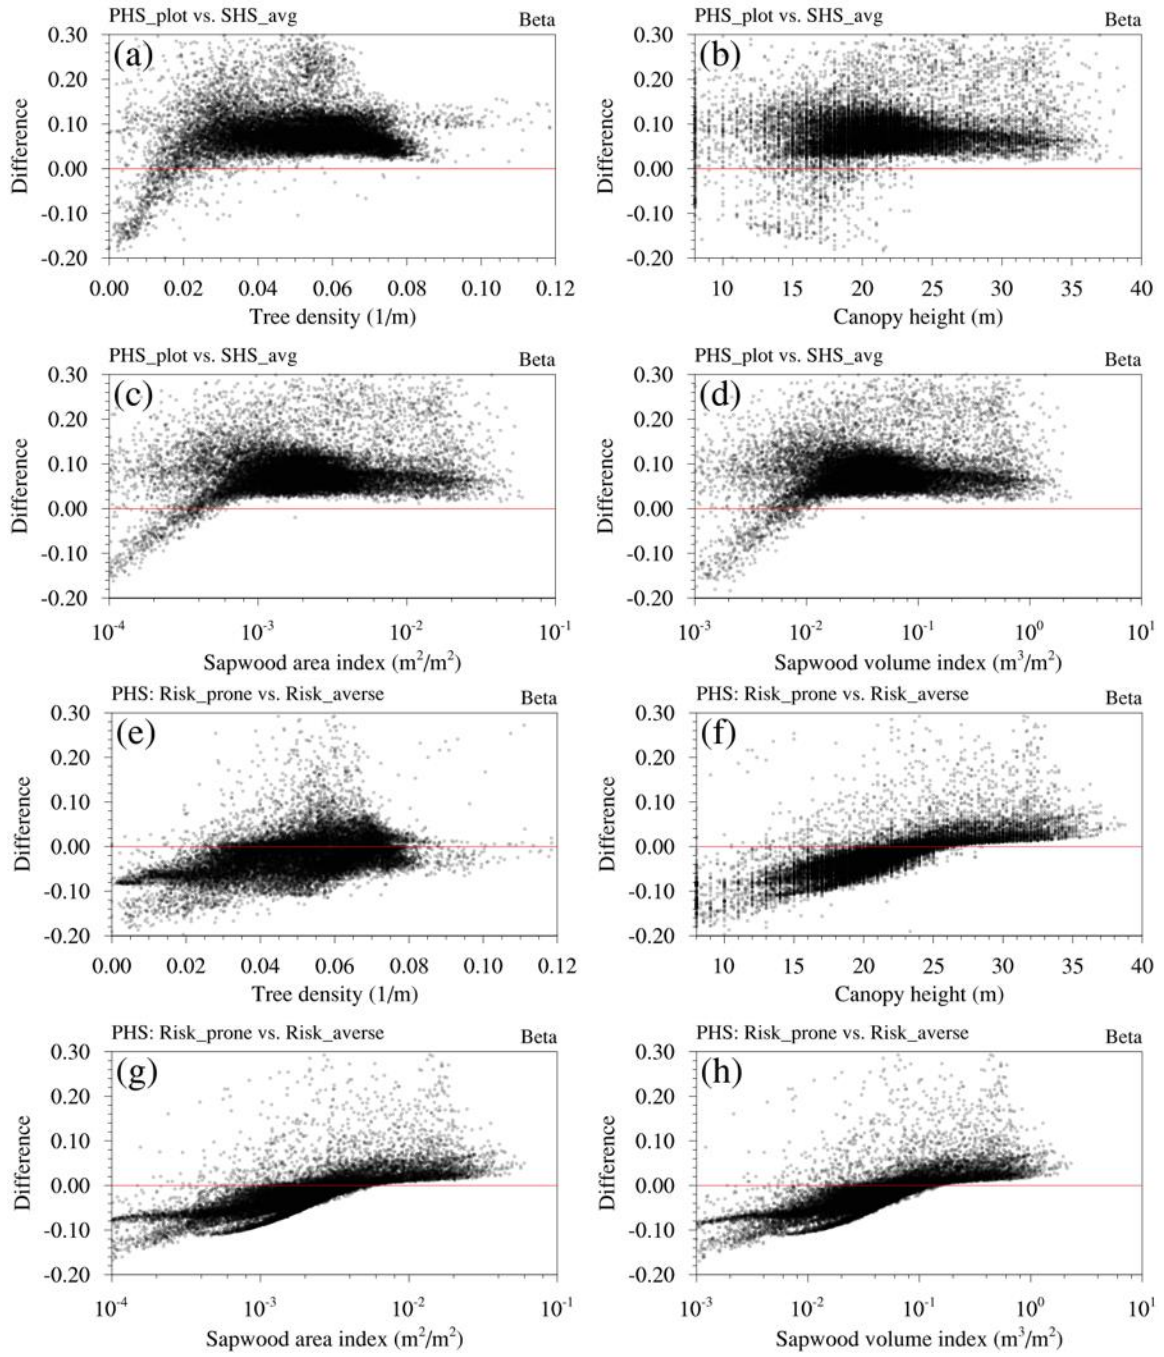 PHS_plot vs. SHS_avg Beta
(a)
0.30
0.20
0.10
0.00
-0.10
-0.20
Difference
0.00 0.02 0.04 0.06 0.08 0.10 0.12
Tree density (1/m)
PHS_plot vs. SHS_avg Beta
(b)
0.30
0.20
0.10
0.00
-0.10
-0.20
Difference
10 15 20 25 30 35 40
Canopy height (m)
PHS_plot vs. SHS_avg Beta
(c)
0.30
0.20
0.10
0.00
-0.10
-0.20
Difference
10⁻⁴ 10⁻³ 10⁻² 10⁻¹
Sapwood area index (m²/m²)
PHS_plot vs. SHS_avg Beta
(d)
0.30
0.20
0.10
0.00
-0.10
-0.20
Difference
10⁻³ 10⁻² 10⁻¹ 10⁰ 10¹
Sapwood volume index (m³/m²)
PHS: Risk_prone vs. Risk_averse Beta
(e)
0.30
0.20
0.10
0.00
-0.10
-0.20
Difference
0.00 0.02 0.04 0.06 0.08 0.10 0.12
Tree density (1/m)
PHS: Risk_prone vs. Risk_averse Beta
(f)
0.30
0.20
0.10
0.00
-0.10
-0.20
Difference
10 15 20 25 30 35 40
Canopy height (m)
PHS: Risk_prone vs. Risk_averse Beta
(g)
0.30
0.20
0.10
0.00
-0.10
-0.20
Difference
10⁻⁴ 10⁻³ 10⁻² 10⁻¹
Sapwood area index (m²/m²)
PHS: Risk_prone vs. Risk_averse Beta
(h)
0.30
0.20
0.10
0.00
-0.10
-0.20
Difference
10⁻³ 10⁻² 10⁻¹ 10⁰ 10¹
Sapwood volume index (m³/m²)